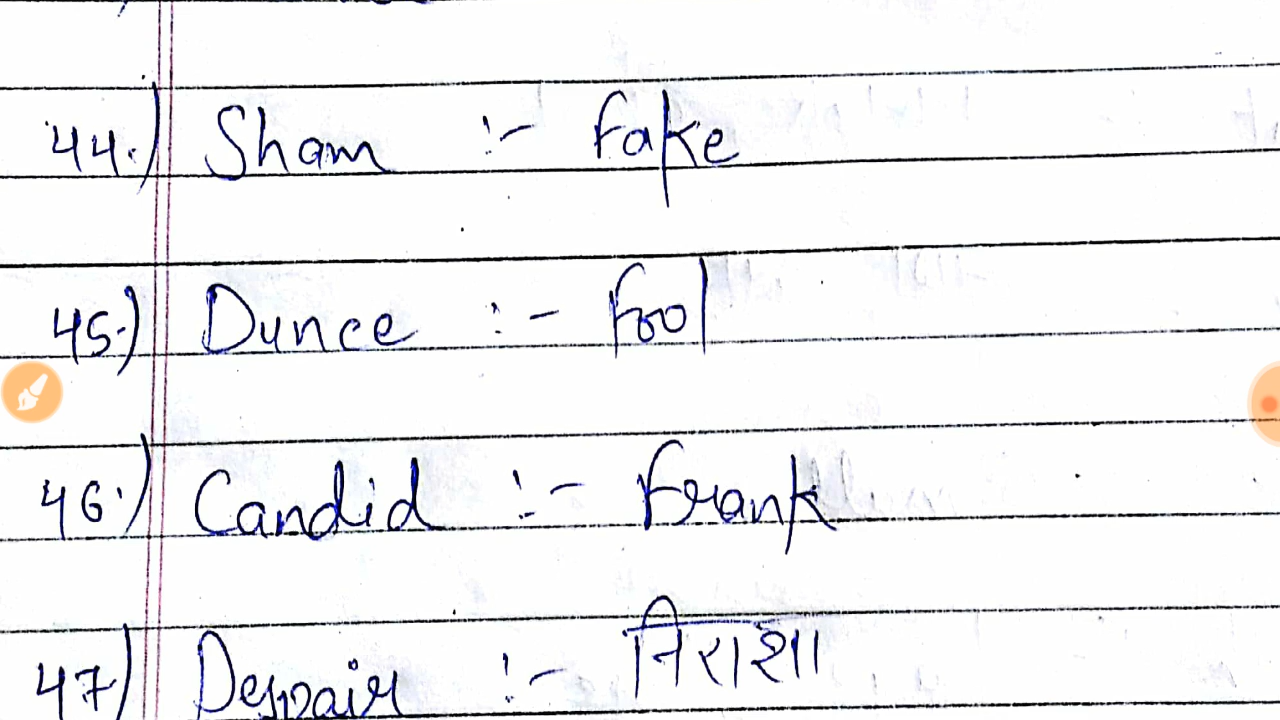 44.) Sham :- Fake
45.) Dunce :- Fool
46.) Candid :- Frank
47) Despair :- निराशा